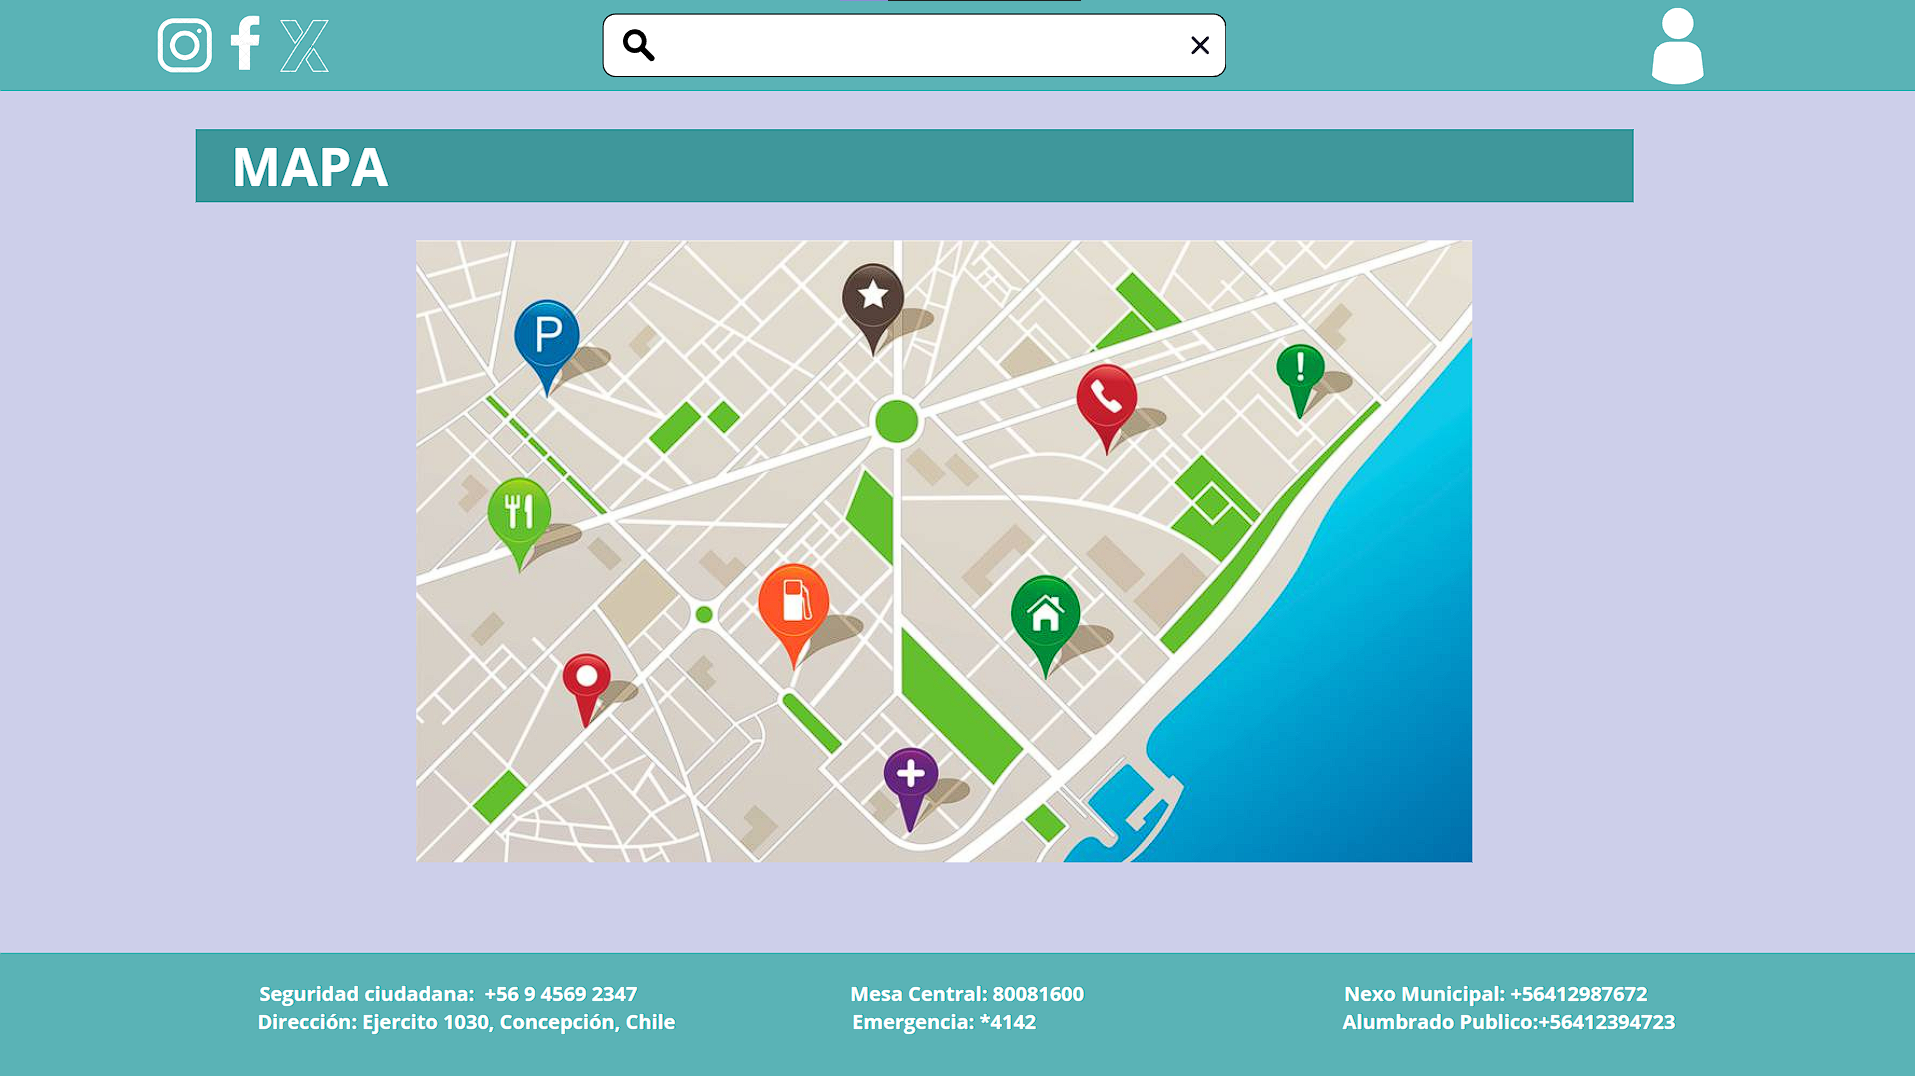 MAPA
P
Seguridad ciudadana: +56 9 4569 2347
Dirección: Ejercito 1030, Concepción, Chile
Mesa Central: 80081600
Emergencia: *4142
Nexo Municipal: +56412987672
Alumbrado Publico:+56412394723